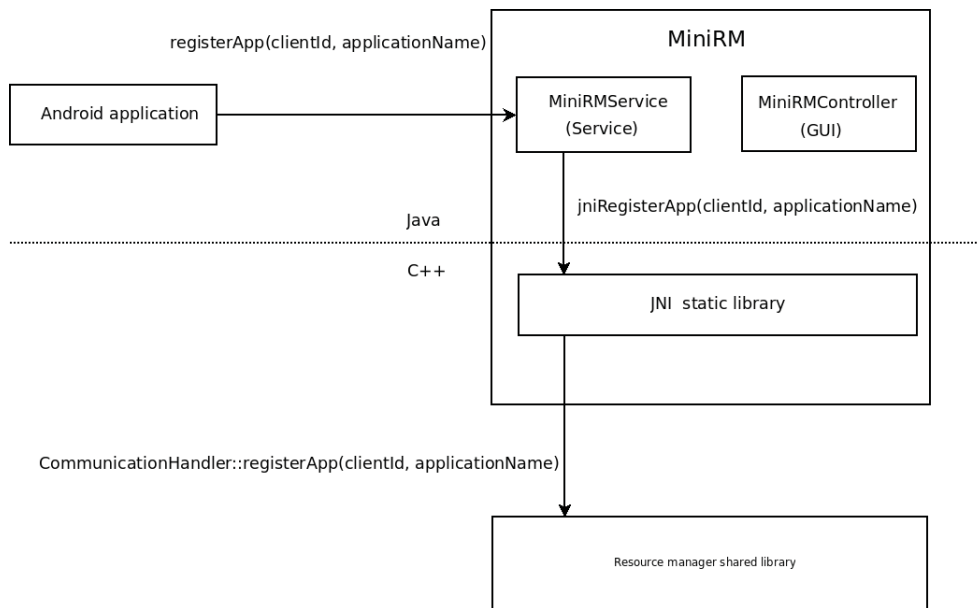 MiniRM
registerApp(clientId, applicationName)
Android application
MiniRMService
(Service)
MiniRMController
(GUI)
jniRegisterApp(clientId, applicationName)
Java
C++
JNI static library
CommunicationHandler::registerApp(clientId, applicationName)
Resource manager shared library